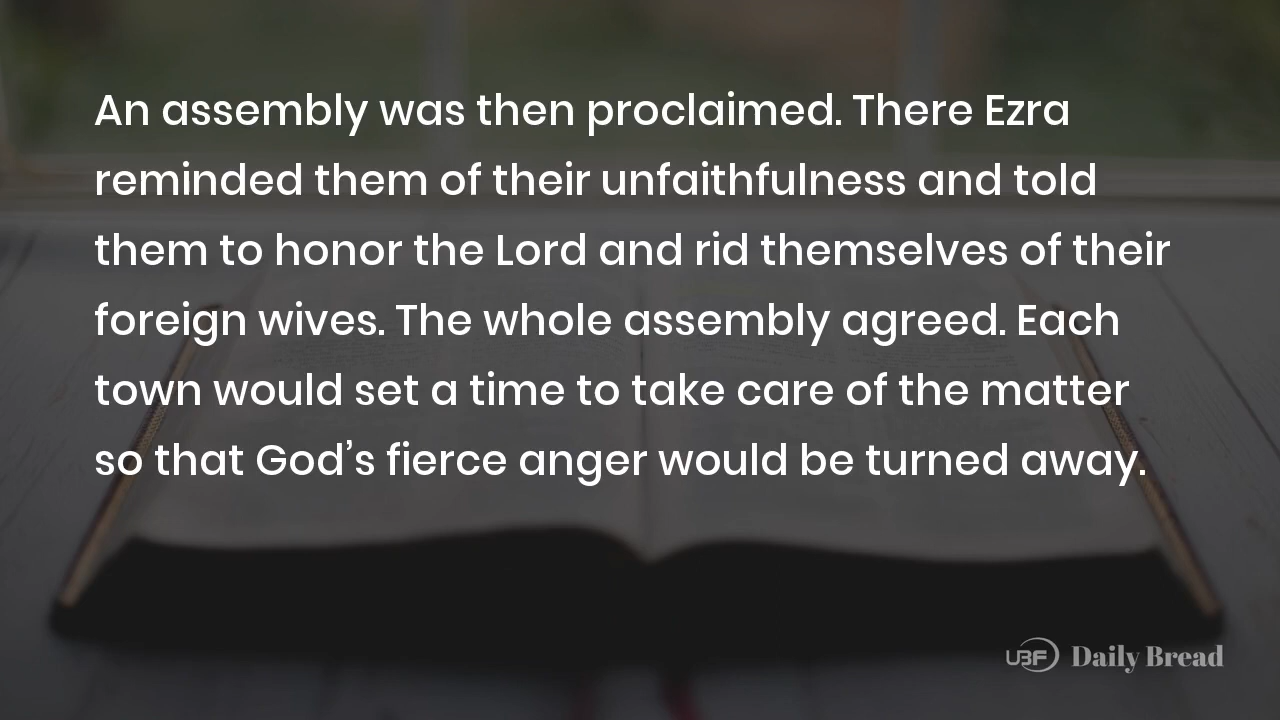 An assembly was then proclaimed. There Ezra
reminded them of their unfaithfulness and told
them to honor the Lord and rid themselves of their
foreign wives. The whole assembly agreed. Each
town would set a time to take care of the matter
so that God’s fierce anger would be turned away.
UBF Daily Bread